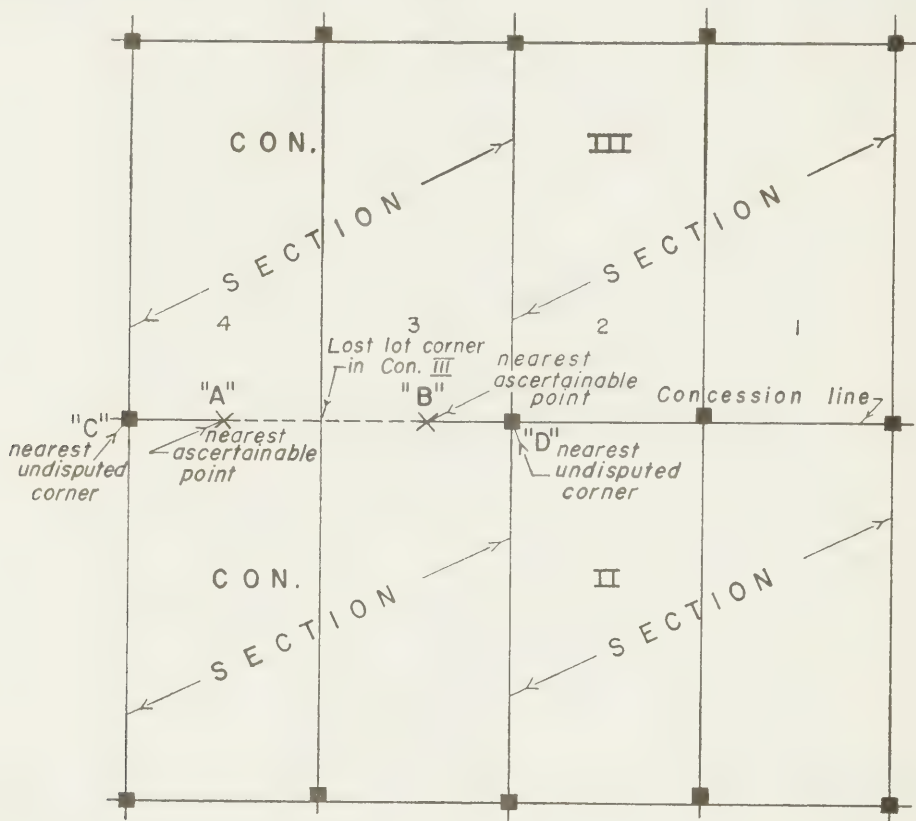 CON. III
SECTION
SECTION
4 3 2 1
Lost lot corner
in Con. III
nearest
ascertainable
point
Concession line
"C"
nearest
undisputed
corner
"A"
nearest
ascertainable
point
"B"
"D"
nearest
undisputed
corner
CON. II
SECTION
SECTION